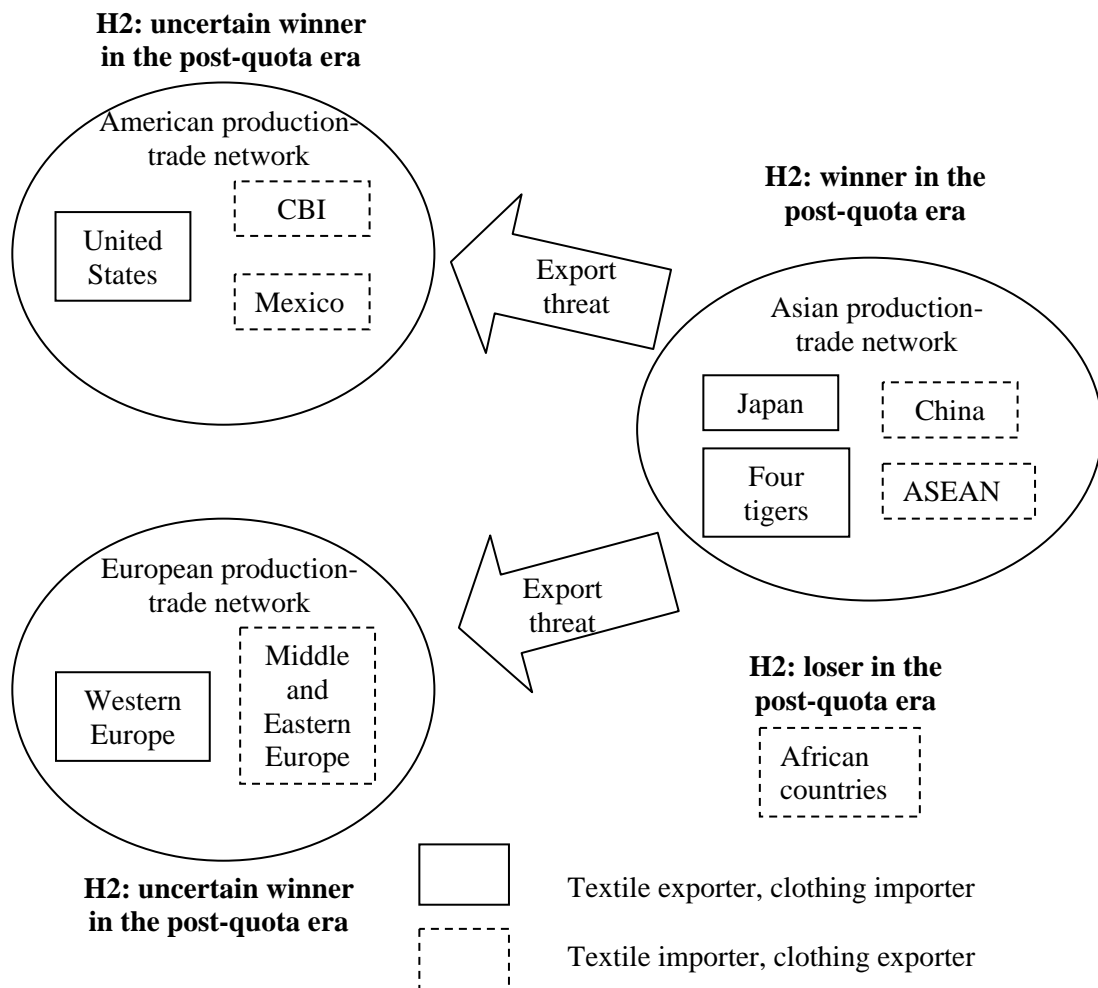 H2: uncertain winner
in the post-quota era
American production-
trade network
United
States
CBI
Mexico
Export
threat
H2: winner in the
post-quota era
Asian production-
trade network
Japan
China
Four
tigers
ASEAN
European production-
trade network
Western
Europe
Middle
and
Eastern
Europe
Export
threat
H2: loser in the
post-quota era
African
countries
H2: uncertain winner
in the post-quota era
Textile exporter, clothing importer
Textile importer, clothing exporter